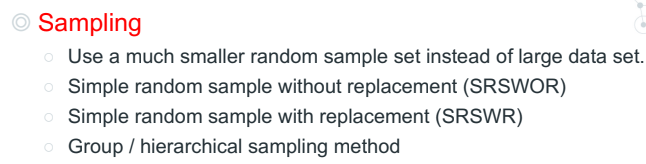 Sampling
Use a much smaller random sample set instead of large data set.
Simple random sample without replacement (SRSWOR)
Simple random sample with replacement (SRSWR)
Group / hierarchical sampling method